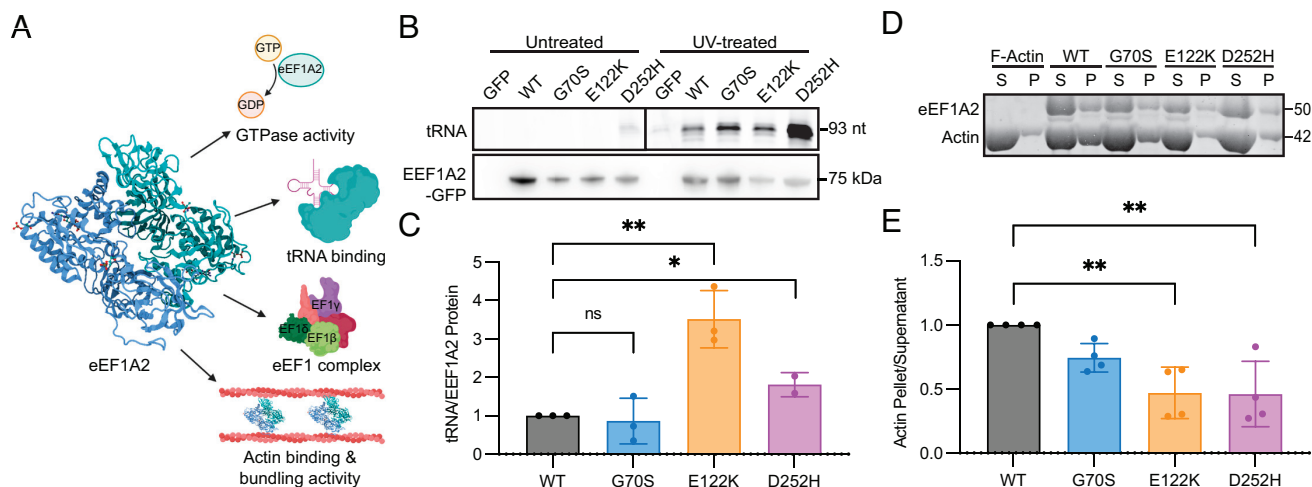 A
GTP
eEF1A2
GDP
GTPase activity
tRNA binding
EF1γ
EF1δ
EF1β
eEF1A2
eEF1 complex
Actin binding &
bundling activity
B
Untreated UV-treated
GFP WT G70S E122K D252H GFP WT G70S E122K D252H
tRNA 93 nt
EEF1A2
-GFP 75 kDa
C
**
*
ns
tRNA/EEF1A2 Protein
5
4
3
2
1
0
WT G70S E122K D252H
D
F-Actin WT G70S E122K D252H
S P S P S P S P S P
eEF1A2 50
Actin 42
E
**
**
Actin Pellet/Supernatant
1.5
1.0
0.5
0.0
WT G70S E122K D252H